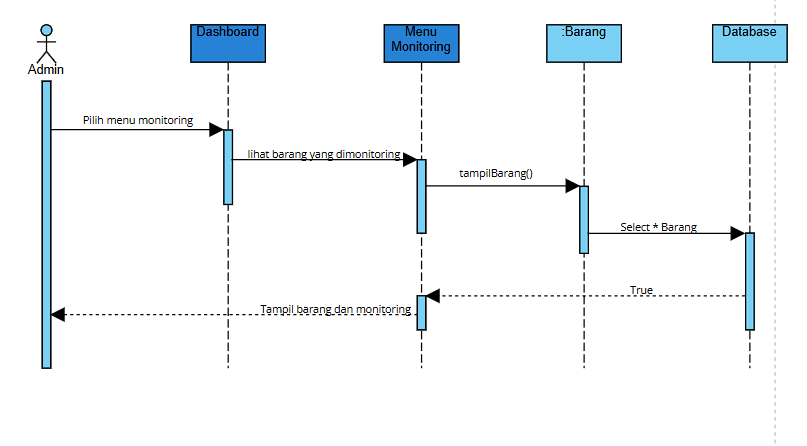 Dashboard
Menu
Monitoring
:Barang
Database
Admin
Pilih menu monitoring
lihat barang yang dimonitoring
tampilBarang()
Select * Barang
True
Tampil barang dan monitoring